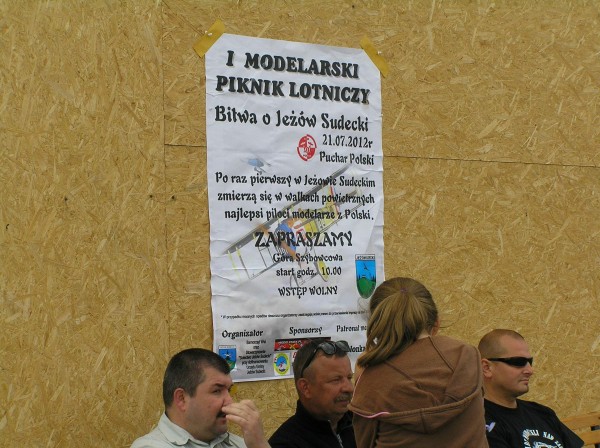 I MODELARSKI
PIKNIK LOTNICZY
Bitwa o Jeżów Sudecki
21.07.2012r
Puchar Polski
Po raz pierwszy w Jeżowie Sudeckim
zmierzą się w walkach powietrznych
najlepsi piloci modelarze z Polski.
ZAPRASZAMY
Góra Szybowcowa
start godz. 10.00
WSTĘP WOLNY
Organizator
Sponsorzy
Patronat